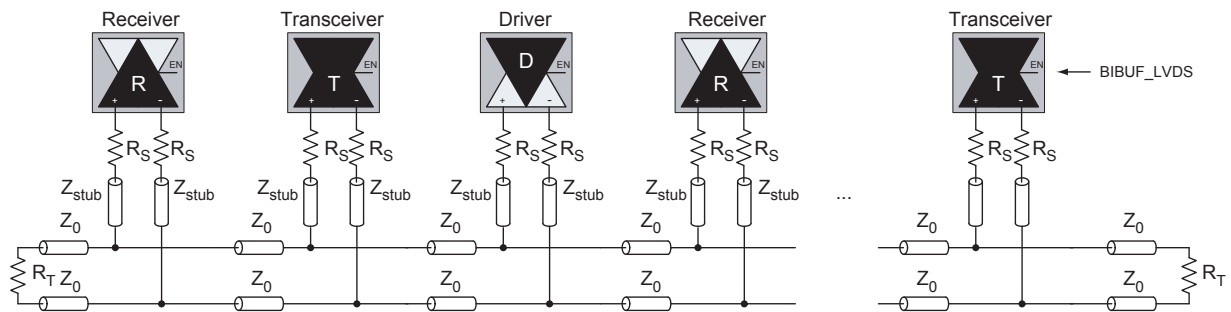 Receiver Transceiver Driver Receiver Transceiver
EN EN EN EN EN
R T D R T BIBUF_LVDS
+ - + - + - + - + -
RS RS RS RS RS RS RS RS RS RS
Zstub Zstub Zstub Zstub Zstub Zstub Zstub Zstub Zstub Zstub
...
Z0 Z0 Z0 Z0 Z0 Z0
RT RT
Z0 Z0 Z0 Z0 Z0 Z0